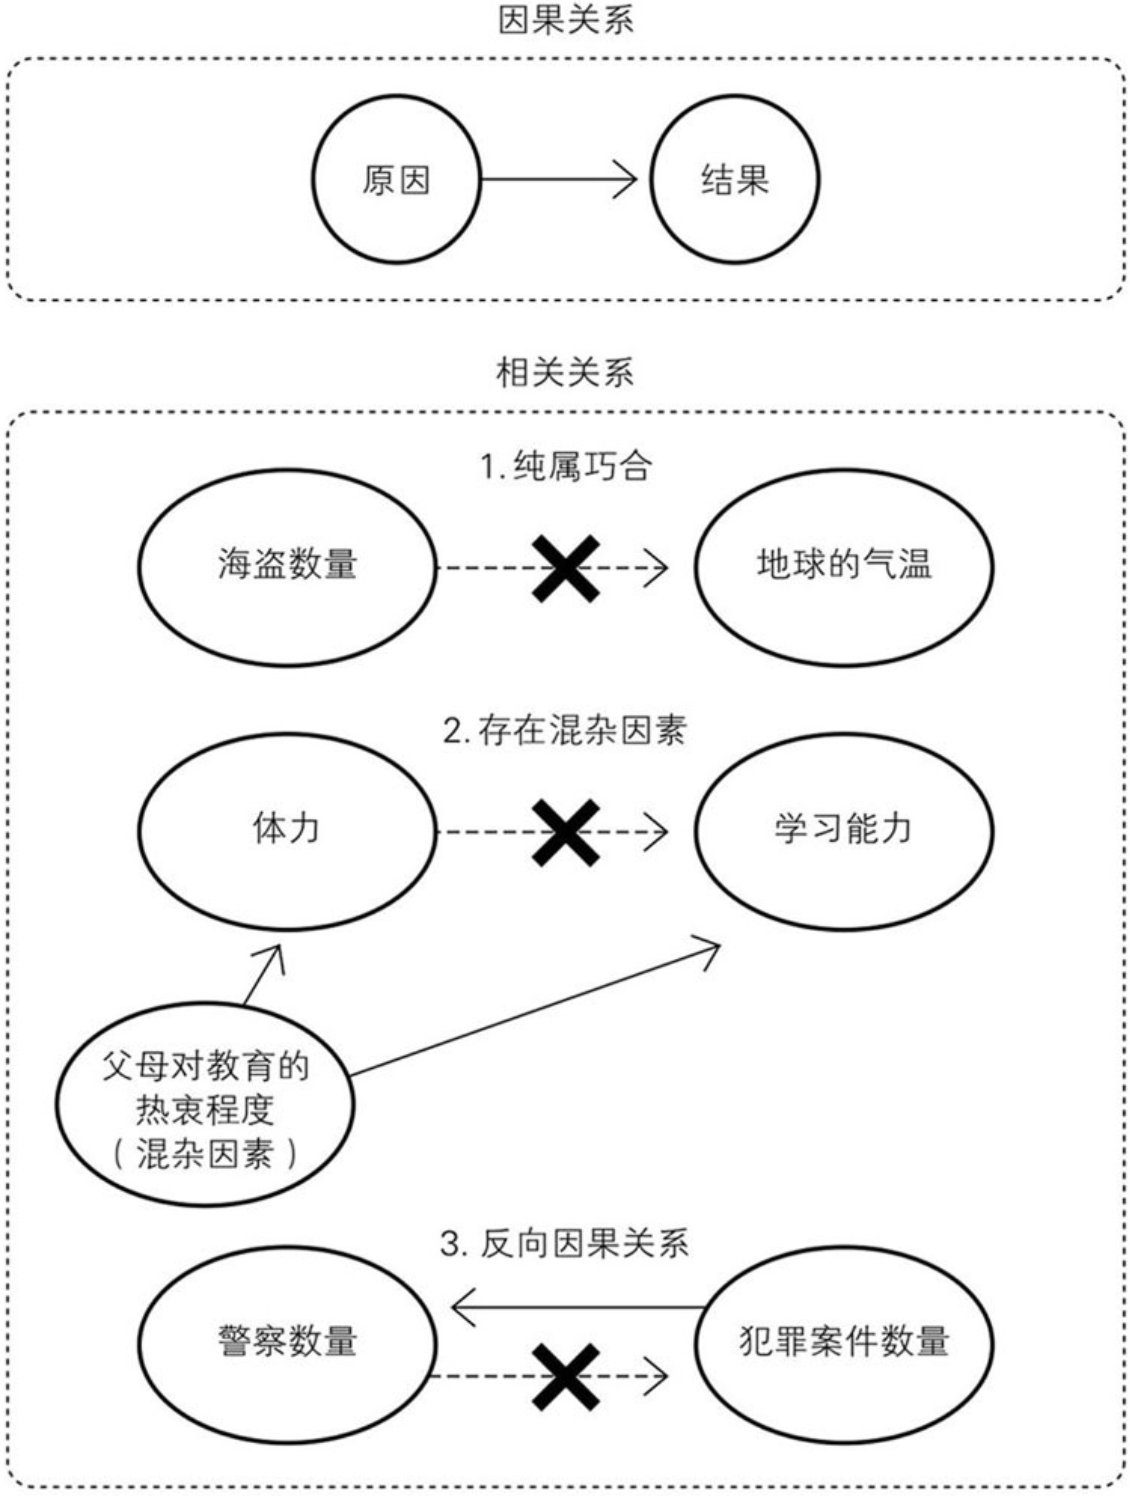 因果关系
原因
结果
相关关系
1.纯属巧合
海盗数量
地球的气温
2.存在混杂因素
体力
学习能力
父母对教育的
热衷程度
（混杂因素）
3. 反向因果关系
警察数量
犯罪案件数量